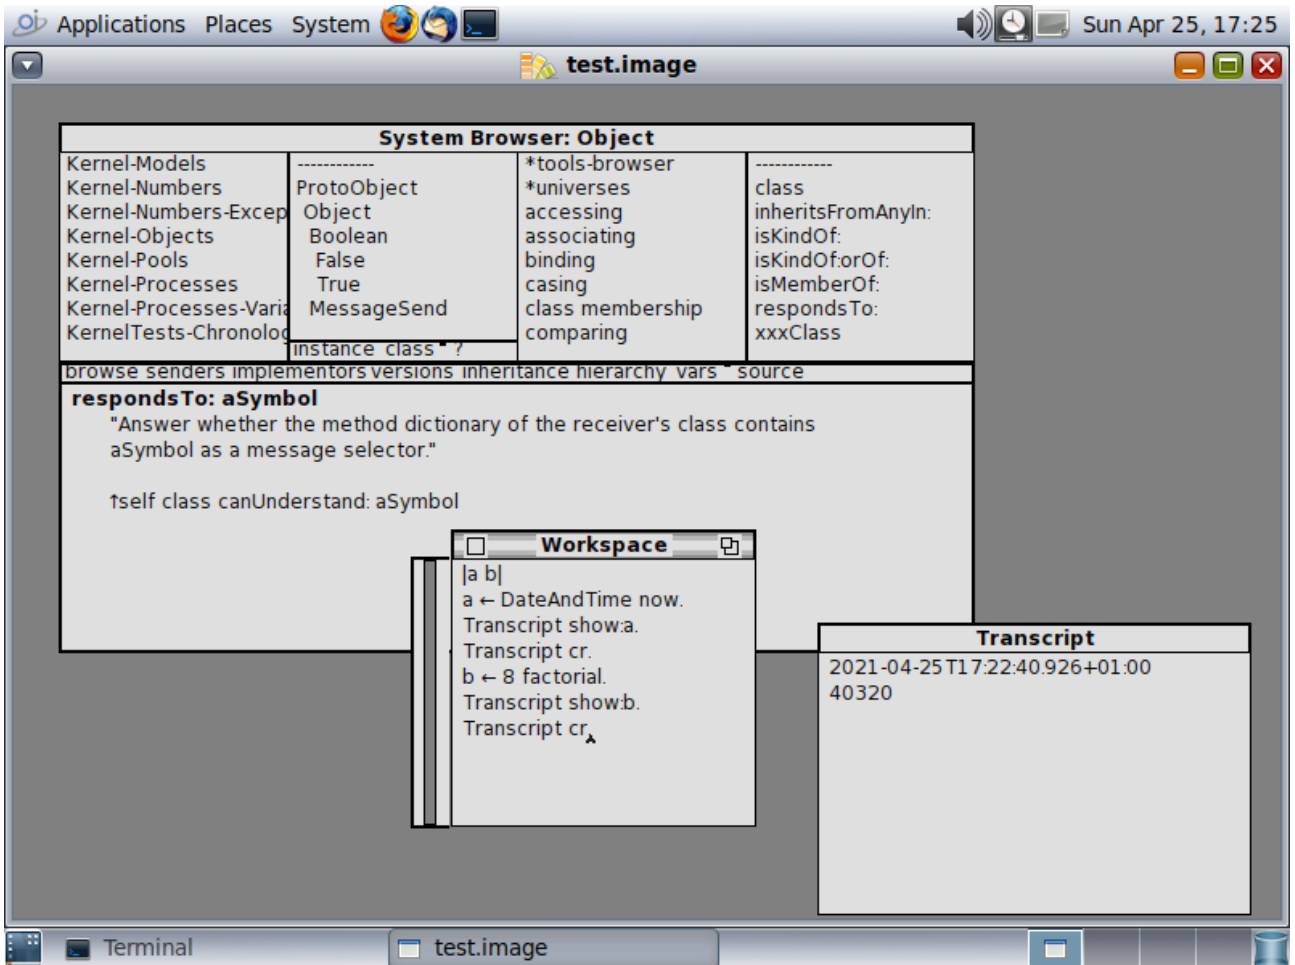 Applications Places System Sun Apr 25, 17:25
test.image
System Browser: Object
Kernel-Models
Kernel-Numbers
Kernel-Numbers-Excep
Kernel-Objects
Kernel-Pools
Kernel-Processes
Kernel-Processes-Varia
KernelTests-Chronolog
------------
ProtoObject
Object
Boolean
False
True
MessageSend
instance class ?
*tools-browser
*universes
accessing
associating
binding
casing
class membership
comparing
------------
class
inheritsFromAnyIn:
isKindOf:
isKindOf:orOf:
isMemberOf:
respondsTo:
xxxClass
browse senders implementors versions inheritance hierarchy vars source
respondsTo: aSymbol
"Answer whether the method dictionary of the receiver's class contains
aSymbol as a message selector."
↑self class canUnderstand: aSymbol
Workspace
|a b|
a ← DateAndTime now.
Transcript show:a.
Transcript cr.
b ← 8 factorial.
Transcript show:b.
Transcript cr.
Transcript
2021-04-25T17:22:40.926+01:00
40320
Terminal
test.image